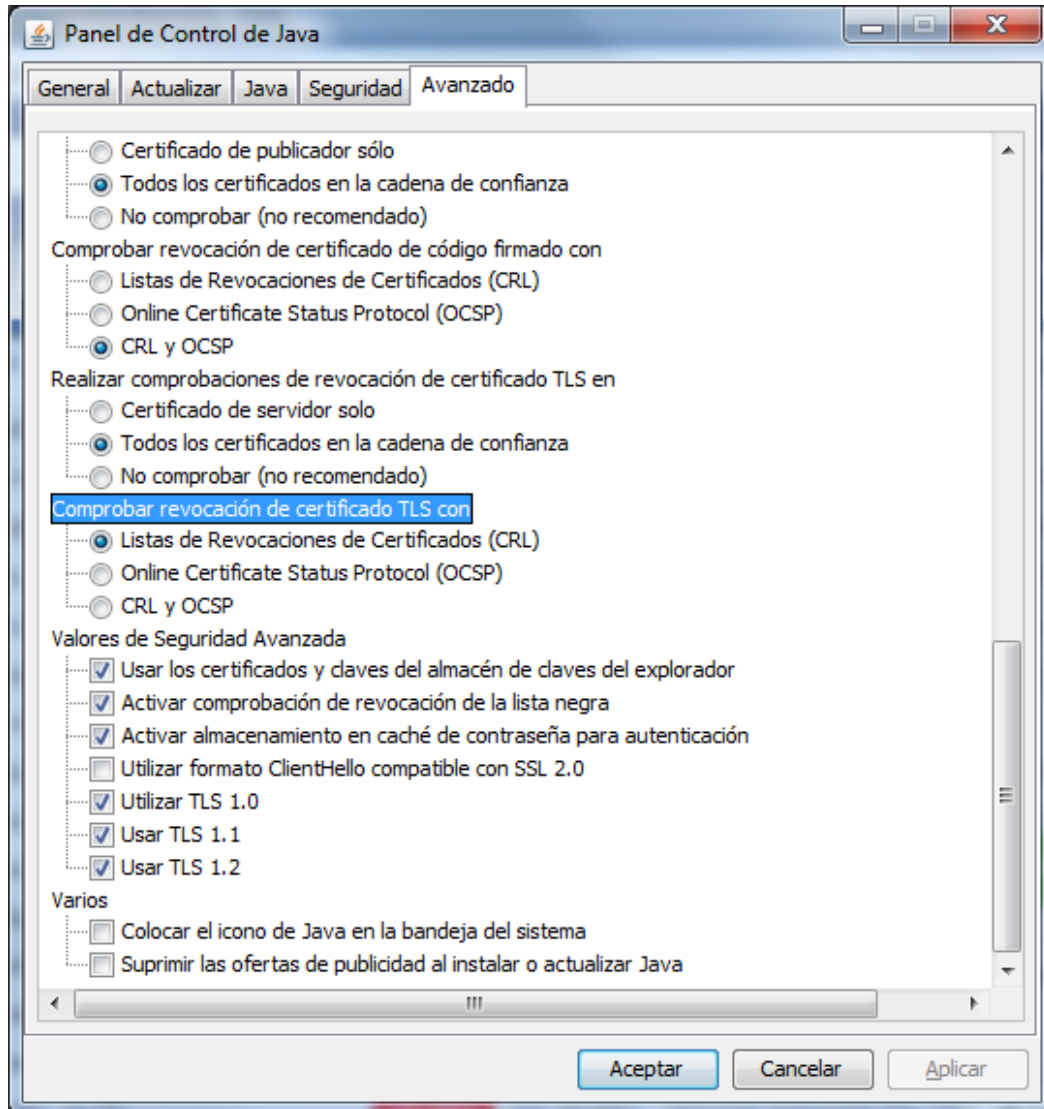 Panel de Control de Java
General Actualizar Java Seguridad Avanzado
Certificado de publicador sólo
Todos los certificados en la cadena de confianza
No comprobar (no recomendado)
Comprobar revocación de certificado de código firmado con
Listas de Revocaciones de Certificados (CRL)
Online Certificate Status Protocol (OCSP)
CRL y OCSP
Realizar comprobaciones de revocación de certificado TLS en
Certificado de servidor solo
Todos los certificados en la cadena de confianza
No comprobar (no recomendado)
Comprobar revocación de certificado TLS con
Listas de Revocaciones de Certificados (CRL)
Online Certificate Status Protocol (OCSP)
CRL y OCSP
Valores de Seguridad Avanzada
Usar los certificados y claves del almacén de claves del explorador
Activar comprobación de revocación de la lista negra
Activar almacenamiento en caché de contraseña para autenticación
Utilizar formato ClientHello compatible con SSL 2.0
Utilizar TLS 1.0
Usar TLS 1.1
Usar TLS 1.2
Varios
Colocar el icono de Java en la bandeja del sistema
Suprimir las ofertas de publicidad al instalar o actualizar Java
Aceptar Cancelar Aplicar